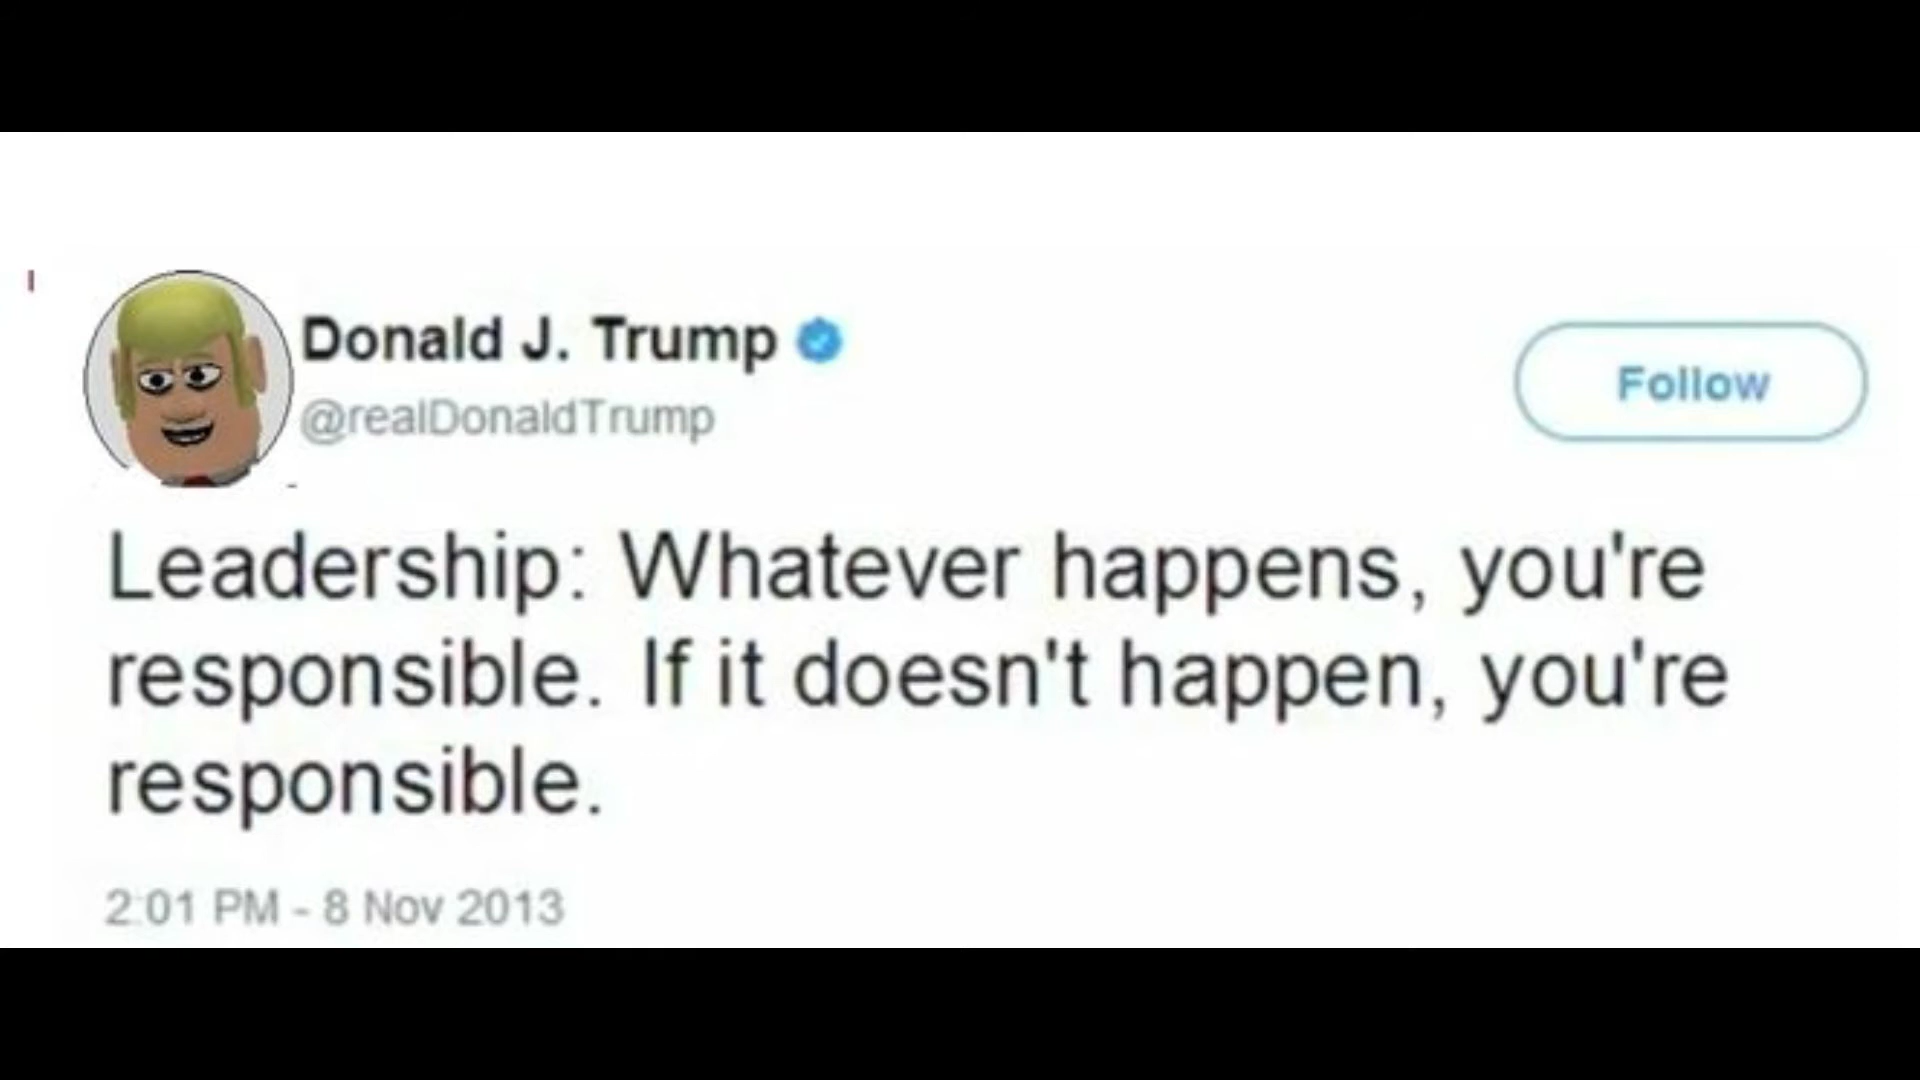 Donald J. Trump
@realDonaldTrump
Follow
Leadership: Whatever happens, you're
responsible. If it doesn't happen, you're
responsible.
2:01 PM - 8 Nov 2013